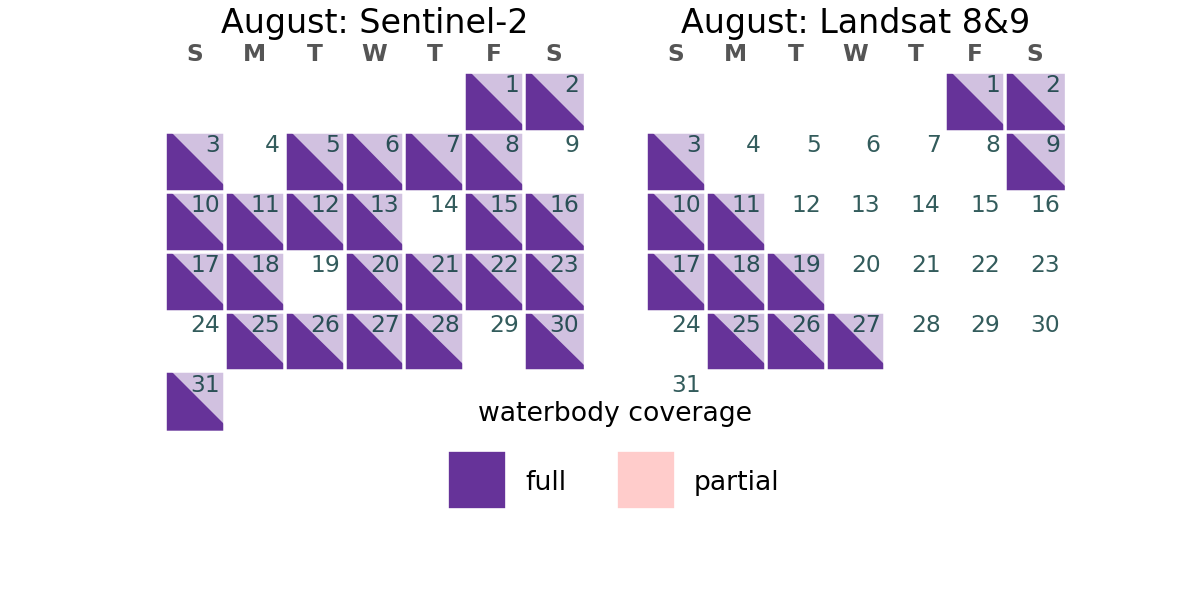 August: Sentinel-2
S M T W T F S
1 2
3 4 5 6 7 8 9
10 11 12 13 14 15 16
17 18 19 20 21 22 23
24 25 26 27 28 29 30
31
August: Landsat 8&9
S M T W T F S
1 2
3 4 5 6 7 8 9
10 11 12 13 14 15 16
17 18 19 20 21 22 23
24 25 26 27 28 29 30
31
waterbody coverage
full
partial